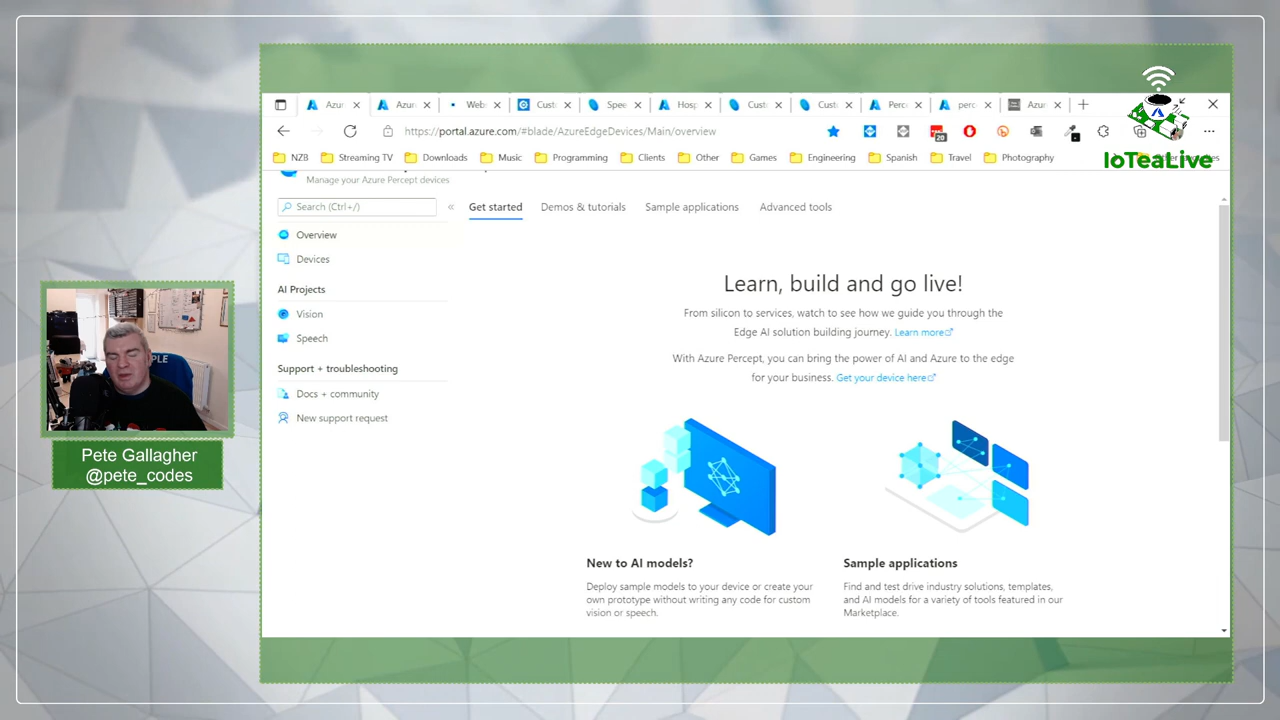 Azur
Azur
Web
Cust
Spee
Hosp
Cust
Cust
Perc
perc
Azur
https://portal.azure.com/#blade/AzureEdgeDevices/Main/overview
20
NZB
Streaming TV
Downloads
Music
Programming
Clients
Other
Games
Engineering
Spanish
Travel
Photography
IoTeaLive
Manage your Azure Percept devices
Search (Ctrl+/)
Get started
Demos & tutorials
Sample applications
Advanced tools
Overview
Devices
AI Projects
Vision
Speech
Support + troubleshooting
Docs + community
New support request
Learn, build and go live!
From silicon to services, watch to see how we guide you through the
Edge AI solution building journey. Learn more
With Azure Percept, you can bring the power of AI and Azure to the edge
for your business. Get your device here
New to AI models?
Deploy sample models to your device or create your
own prototype without writing any code for custom
vision or speech.
Sample applications
Find and test drive industry solutions, templates,
and AI models for a variety of tools featured in our
Marketplace.
Pete Gallagher
@pete_codes